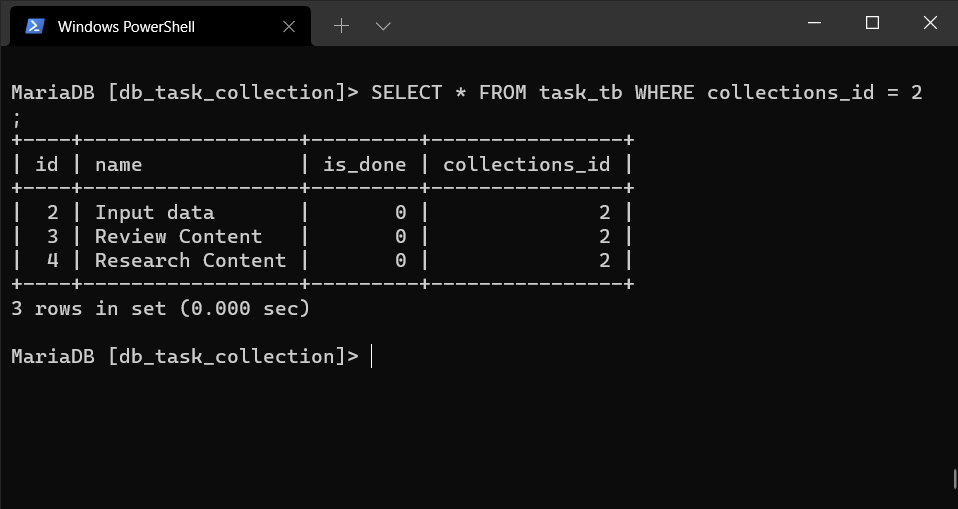 Windows PowerShell
MariaDB [db_task_collection]> SELECT * FROM task_tb WHERE collections_id = 2
;
+----+------------------+---------+----------------+
| id | name             | is_done | collections_id |
+----+------------------+---------+----------------+
|  2 | Input data       |       0 |              2 |
|  3 | Review Content   |       0 |              2 |
|  4 | Research Content |       0 |              2 |
+----+------------------+---------+----------------+
3 rows in set (0.000 sec)
MariaDB [db_task_collection]>